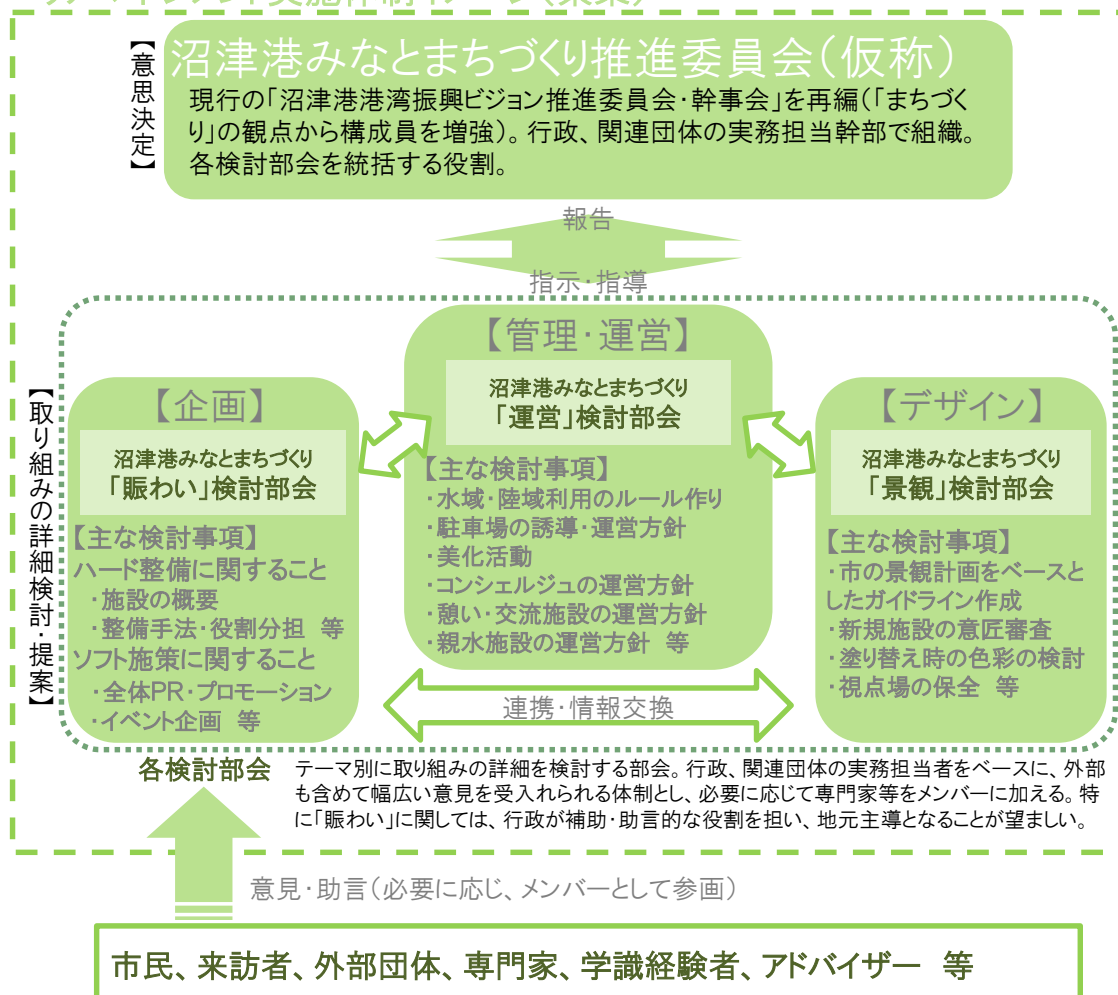 沼津港みなとまちづくり推進委員会（仮称）
【意思決定】
現行の「沼津港港湾振興ビジョン推進委員会・幹事会」を再編（「まちづく
り」の観点から構成員を増強）。行政、関連団体の実務担当幹部で組織。
各検討部会を統括する役割。
報告
指示・指導
【取り組みの詳細検討・提案】
【企画】
沼津港みなとまちづくり
「賑わい」検討部会
【主な検討事項】
ハード整備に関すること
・施設の概要
・整備手法・役割分担 等
ソフト施策に関すること
・全体PR・プロモーション
・イベント企画 等
【管理・運営】
沼津港みなとまちづくり
「運営」検討部会
【主な検討事項】
・水域・陸域利用のルール作り
・駐車場の誘導・運営方針
・美化活動
・コンシェルジュの運営方針
・憩い・交流施設の運営方針
・親水施設の運営方針 等
【デザイン】
沼津港みなとまちづくり
「景観」検討部会
【主な検討事項】
・市の景観計画をベースと
したガイドライン作成
・新規施設の意匠審査
・塗り替え時の色彩の検討
・視点場の保全 等
連携・情報交換
各検討部会
テーマ別に取り組みの詳細を検討する部会。行政、関連団体の実務担当者をベースに、外部
も含めて幅広い意見を受入れられる体制とし、必要に応じて専門家等をメンバーに加える。特
に「賑わい」に関しては、行政が補助・助言的な役割を担い、地元主導となることが望ましい。
意見・助言（必要に応じ、メンバーとして参画）
市民、来訪者、外部団体、専門家、学識経験者、アドバイザー 等